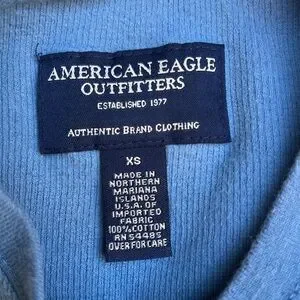 AMERICAN EAGLE
OUTFITTERS
ESTABLISHED 1977
AUTHENTIC BRAND CLOTHING
XS
MADE IN
NORTHERN
MARIANA
ISLANDS
U.S.A. OF
IMPORTED
FABRIC
100% COTTON
RN 54485
OVER FOR CARE